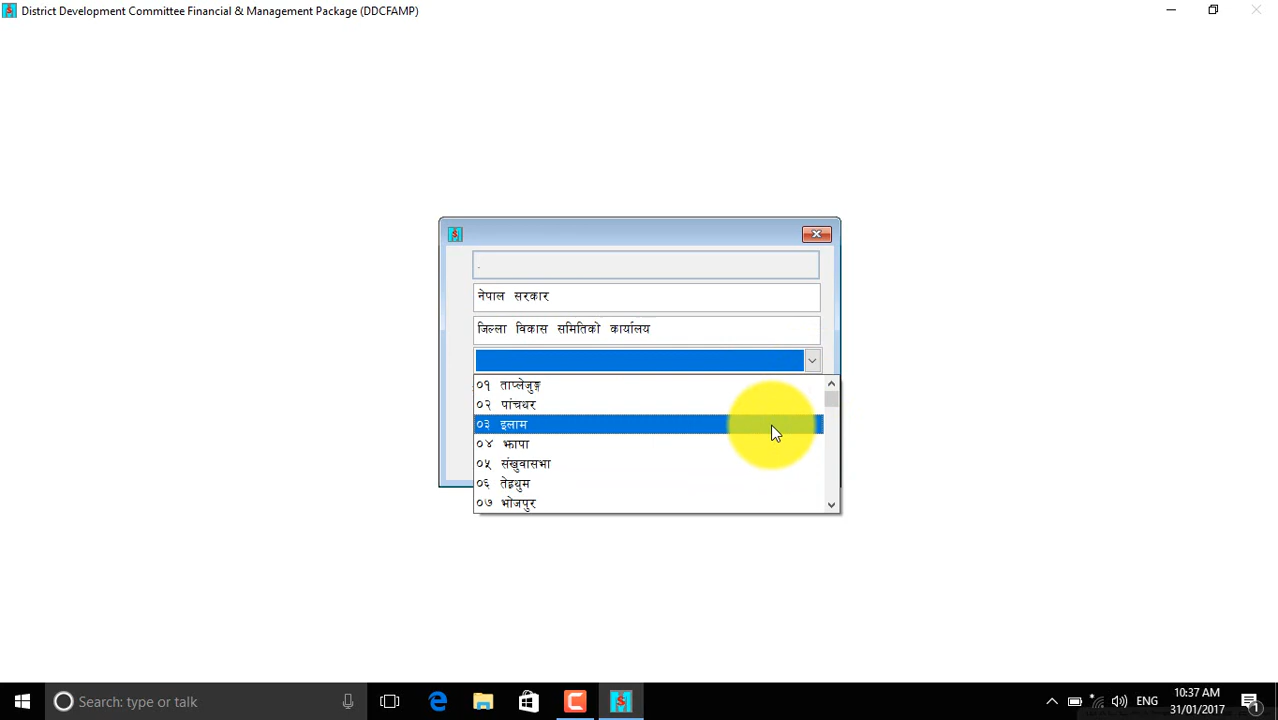 District Development Committee Financial & Management Package (DDCFAMP)
.
नेपाल सरकार
जिल्ला विकास समितिको कार्यालय
०१ ताप्लेजुङ्ग
०२ पांचथर
०३ इलाम
०४ झापा
०५ संखुवासभा
०६ तेह्रथुम
०७ भोजपुर
Search: type or talk
ENG
10:37 AM
31/01/2017
1